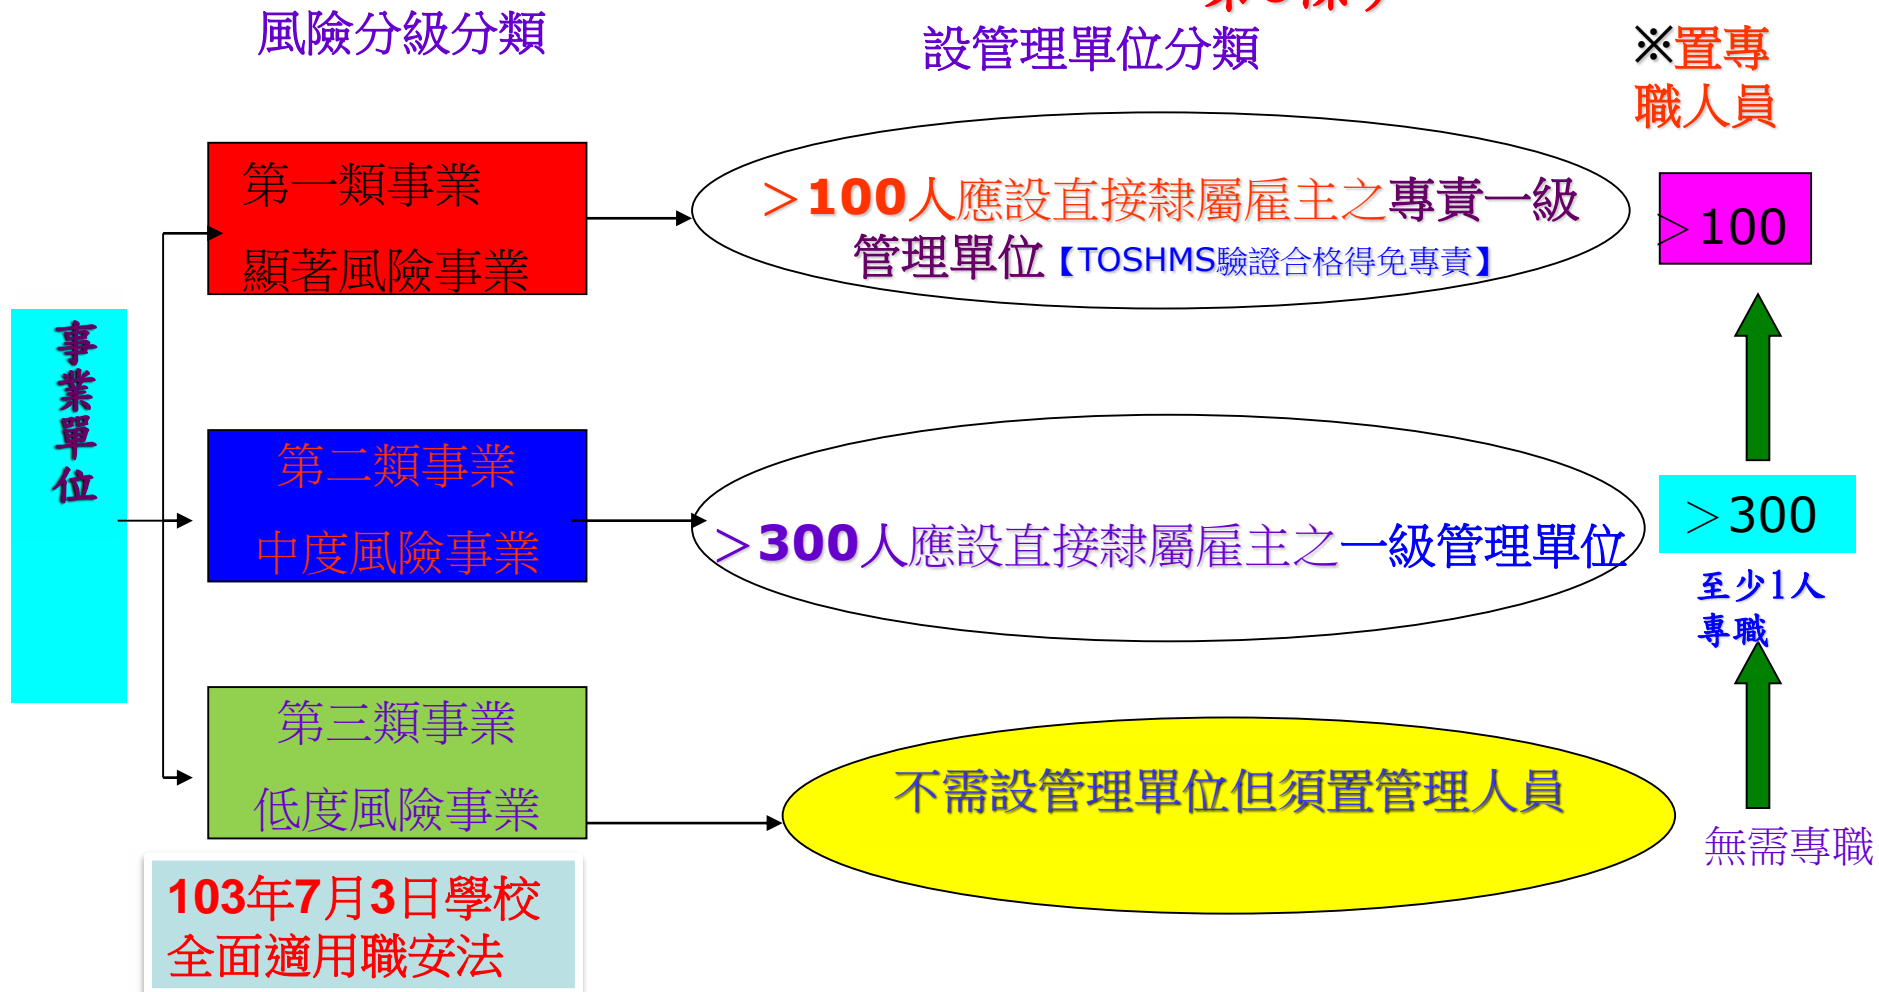 風險分級分類
設管理單位分類
※置專
職人員
事業單位
第一類事業
顯著風險事業
＞100人應設直接隸屬雇主之專責一級
管理單位【TOSHMS驗證合格得免專責】
＞100
第二類事業
中度風險事業
＞300人應設直接隸屬雇主之一級管理單位
＞300
至少1人
專職
第三類事業
低度風險事業
不需設管理單位但須置管理人員
無需專職
103年7月3日學校
全面適用職安法